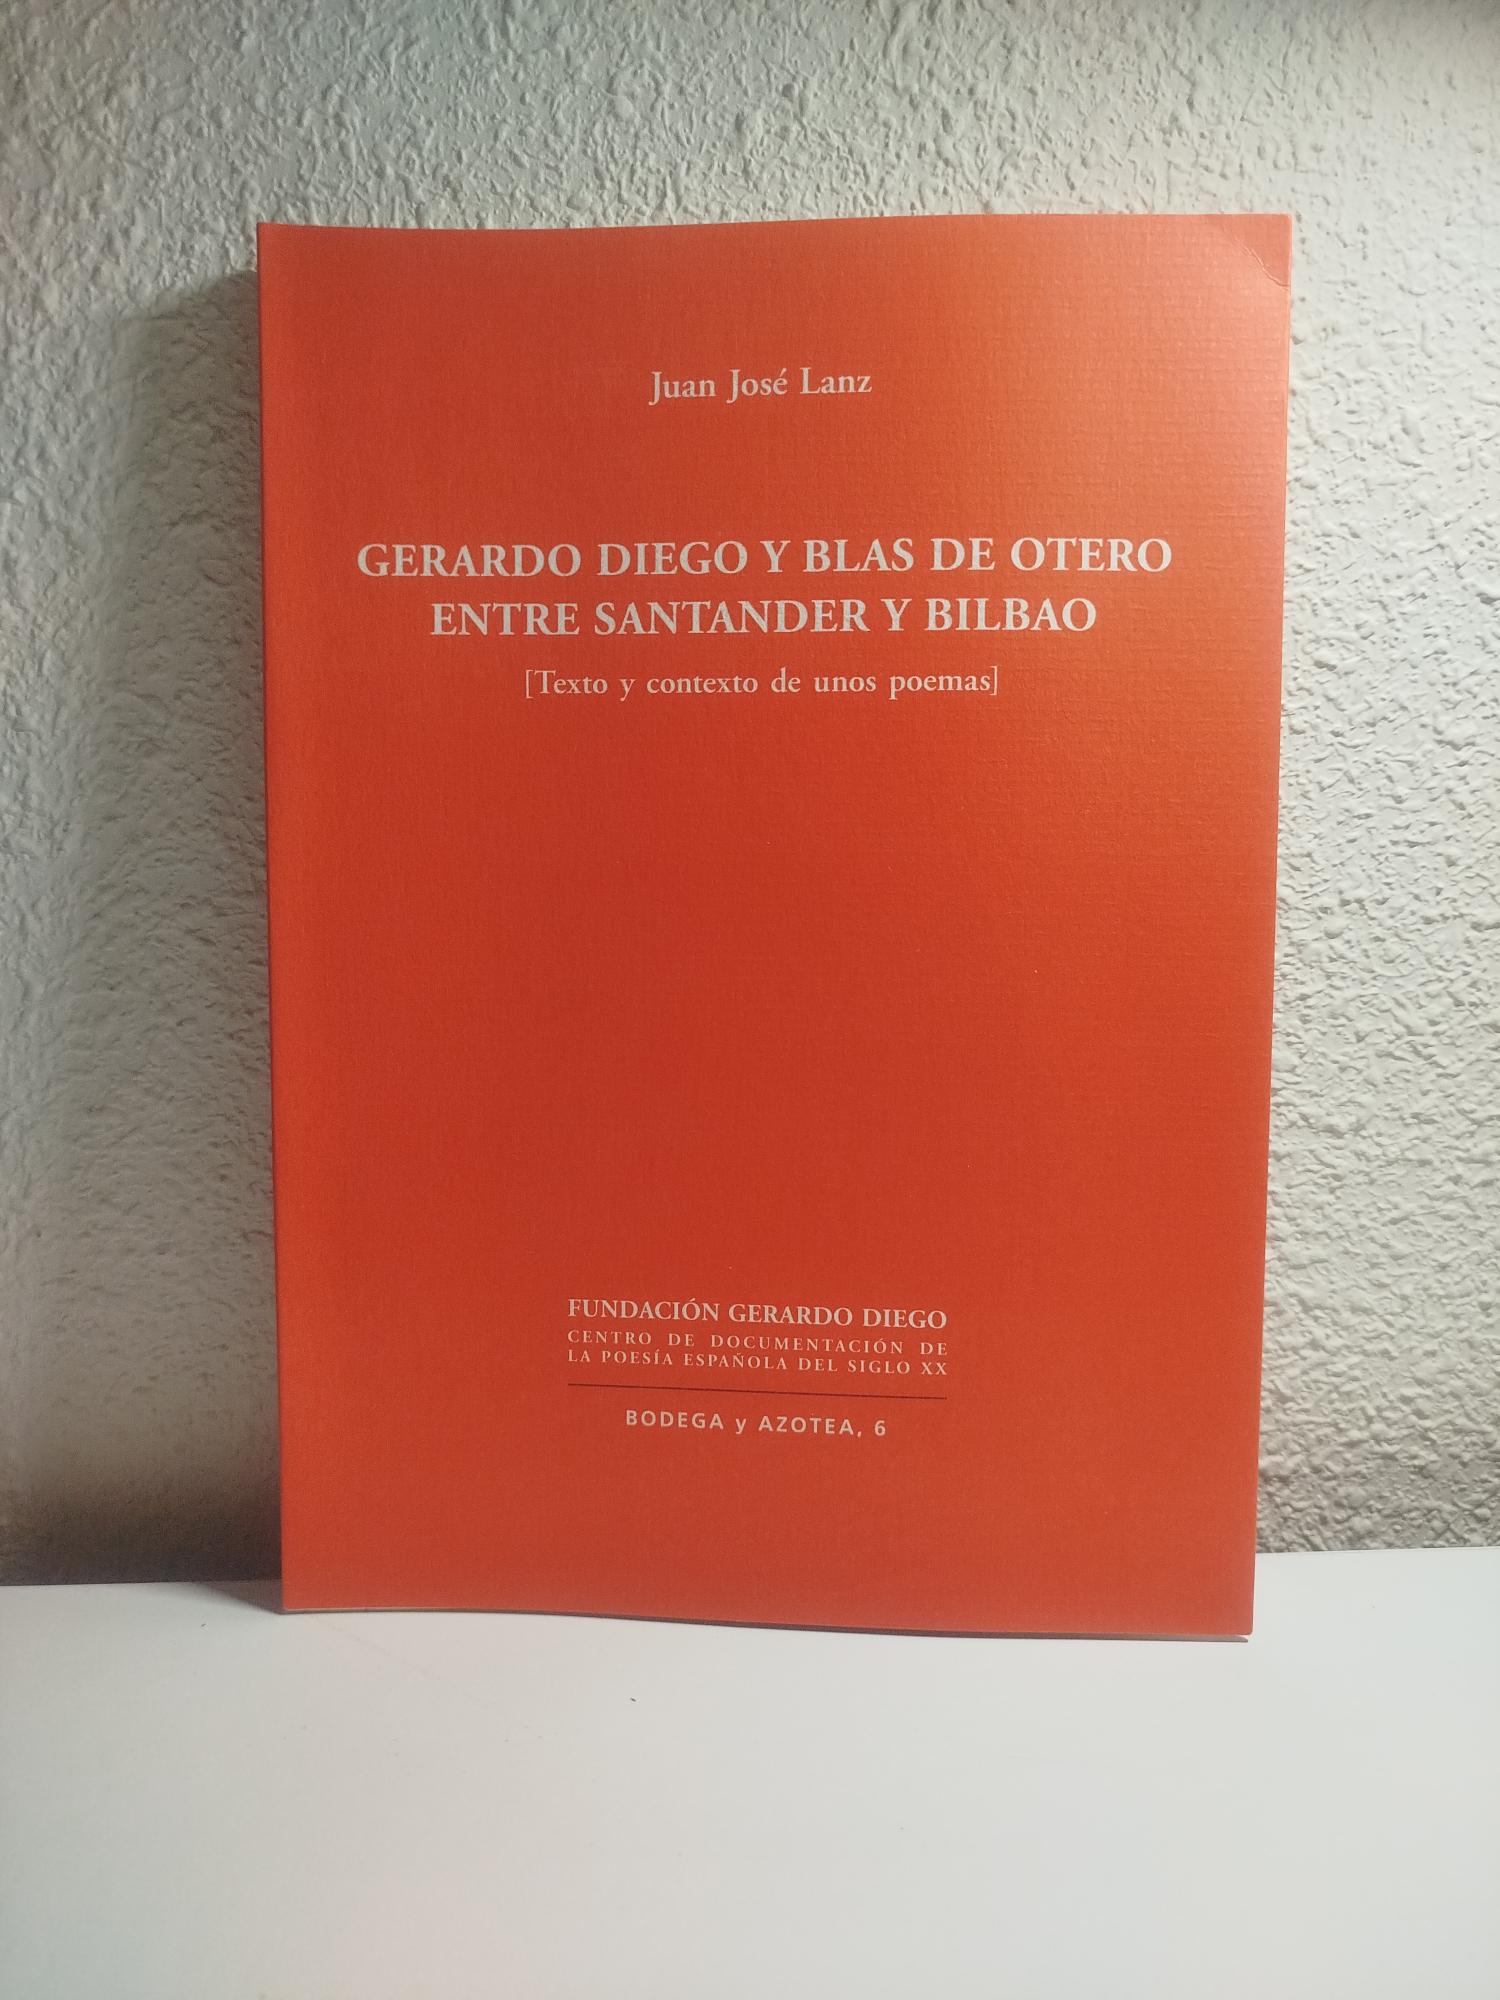 Juan José Lanz
GERARDO DIEGO Y BLAS DE OTERO
ENTRE SANTANDER Y BILBAO
[Texto y contexto de unos poemas]
FUNDACIÓN GERARDO DIEGO
CENTRO DE DOCUMENTACIÓN DE
LA POESÍA ESPAÑOLA DEL SIGLO XX
BODEGA y AZOTEA, 6